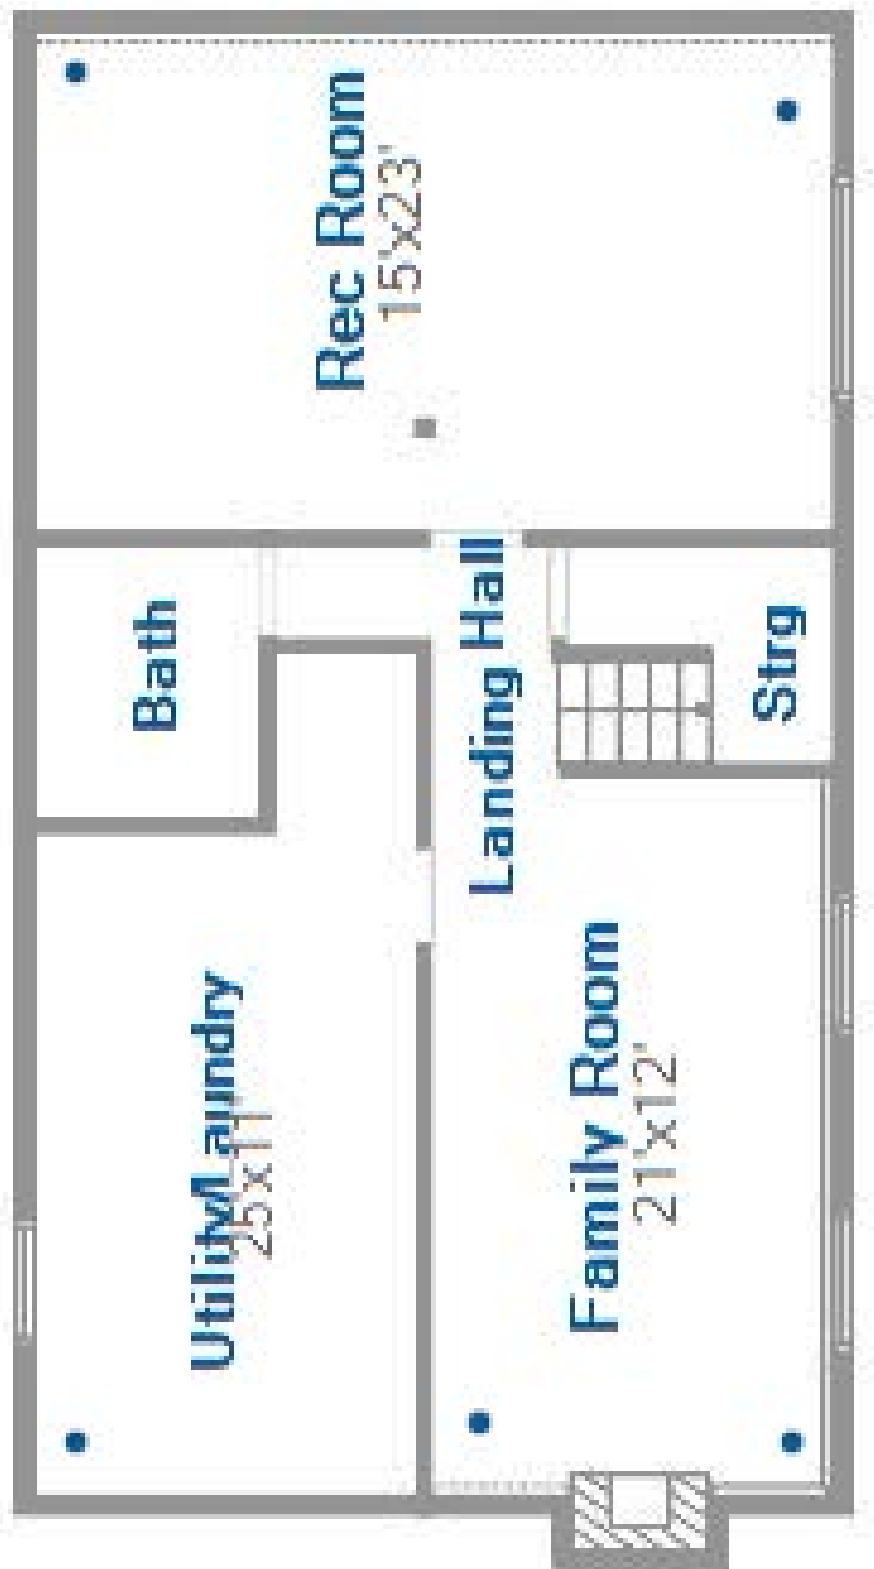 Rec Room
15'x23'
Bath
Landing Hall
Strg
Utility/Laundry
25'x11'
Family Room
21'x12'